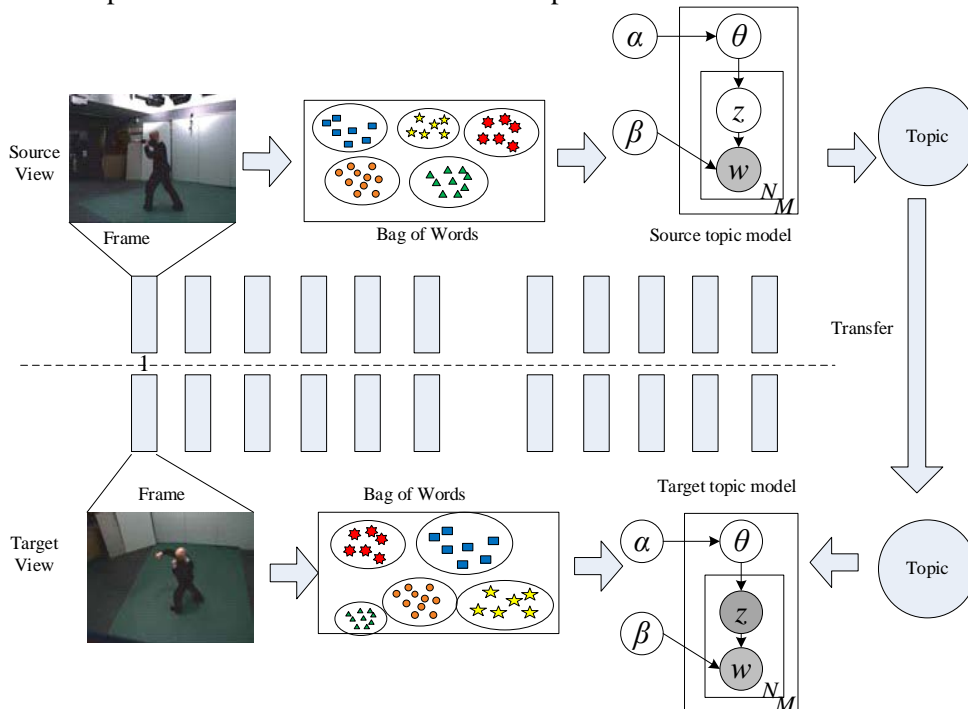 α
θ
z
β
w
N
M
Source
View
Topic
Bag of Words
Source topic model
Frame
Transfer
1
Frame
Bag of Words
Target topic model
Target
View
α
θ
Topic
z
β
w
N
M